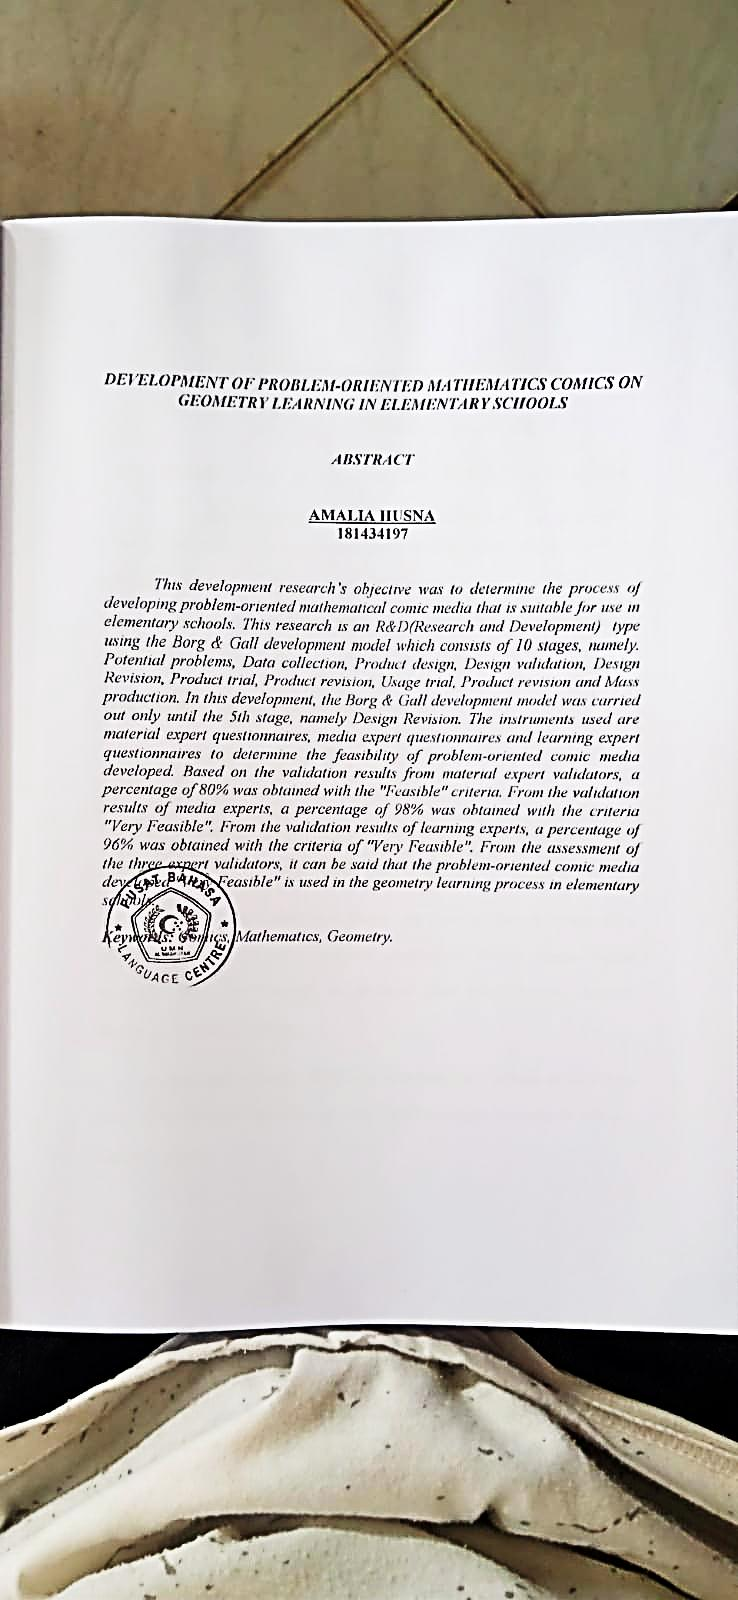 DEVELOPMENT OF PROBLEM-ORIENTED MATHEMATICS COMICS ON
GEOMETRY LEARNING IN ELEMENTARY SCHOOLS
ABSTRACT
AMALIA HUSNA
181434197
This development research's objective was to determine the process of
developing problem-oriented mathematical comic media that is suitable for use in
elementary schools. This research is an R&D(Research and Development) type
using the Borg & Gall development model which consists of 10 stages, namely.
Potential problems, Data collection, Product design, Design validation, Design
Revision, Product trial, Product revision, Usage trial, Product revision and Mass
production. In this development, the Borg & Gall development model was carried
out only until the 5th stage, namely Design Revision. The instruments used are
material expert questionnaires, media expert questionnaires and learning expert
questionnaires to determine the feasibility of problem-oriented comic media
developed. Based on the validation results from material expert validators, a
percentage of 80% was obtained with the "Feasible" criteria. From the validation
results of media experts, a percentage of 98% was obtained with the criteria
"Very Feasible". From the validation results of learning experts, a percentage of
96% was obtained with the criteria of "Very Feasible". From the assessment of
the three expert validators, it can be said that the problem-oriented comic media
Feasible" is used in the geometry learning process in elementary
schools.
Keywords: Comics, Mathematics, Geometry.
PUSAT BAHASA
UMN
LANGUAGE CENTRE